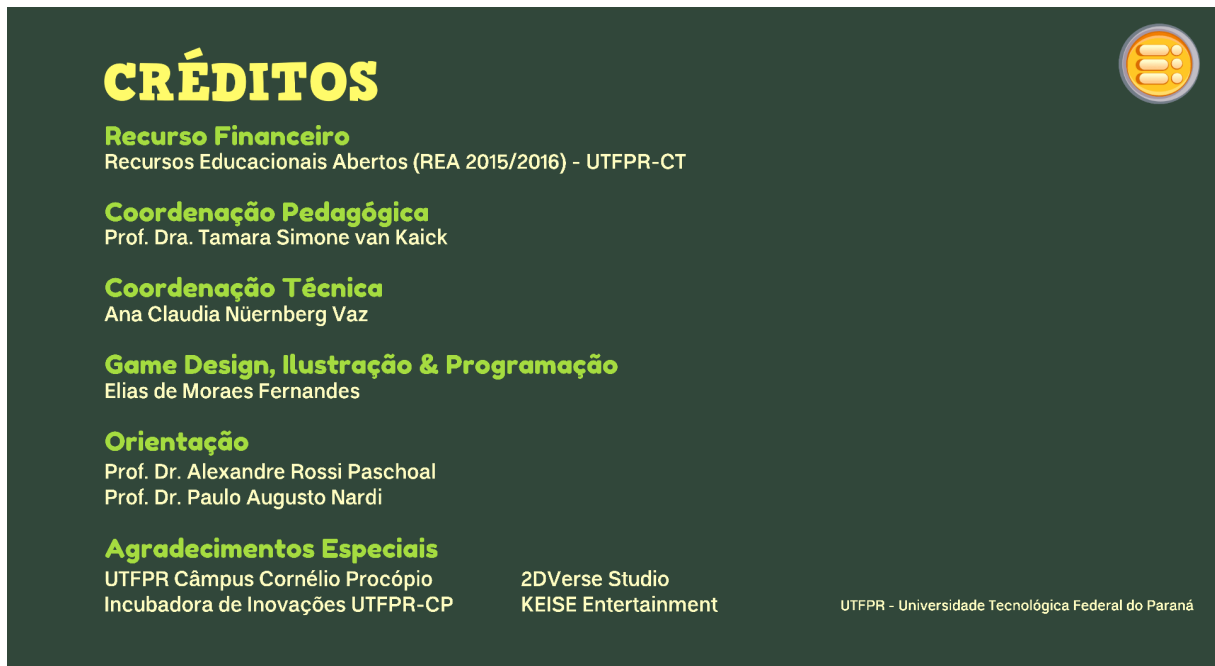 CRÉDITOS
Recurso Financeiro
Recursos Educacionais Abertos (REA 2015/2016) - UTFPR-CT
Coordenação Pedagógica
Prof. Dra. Tamara Simone van Kaick
Coordenação Técnica
Ana Claudia Nüernberg Vaz
Game Design, Ilustração & Programação
Elias de Moraes Fernandes
Orientação
Prof. Dr. Alexandre Rossi Paschoal
Prof. Dr. Paulo Augusto Nardi
Agradecimentos Especiais
UTFPR Câmpus Cornélio Procópio
Incubadora de Inovações UTFPR-CP
2DVerse Studio
KEISE Entertainment
UTFPR - Universidade Tecnológica Federal do Paraná